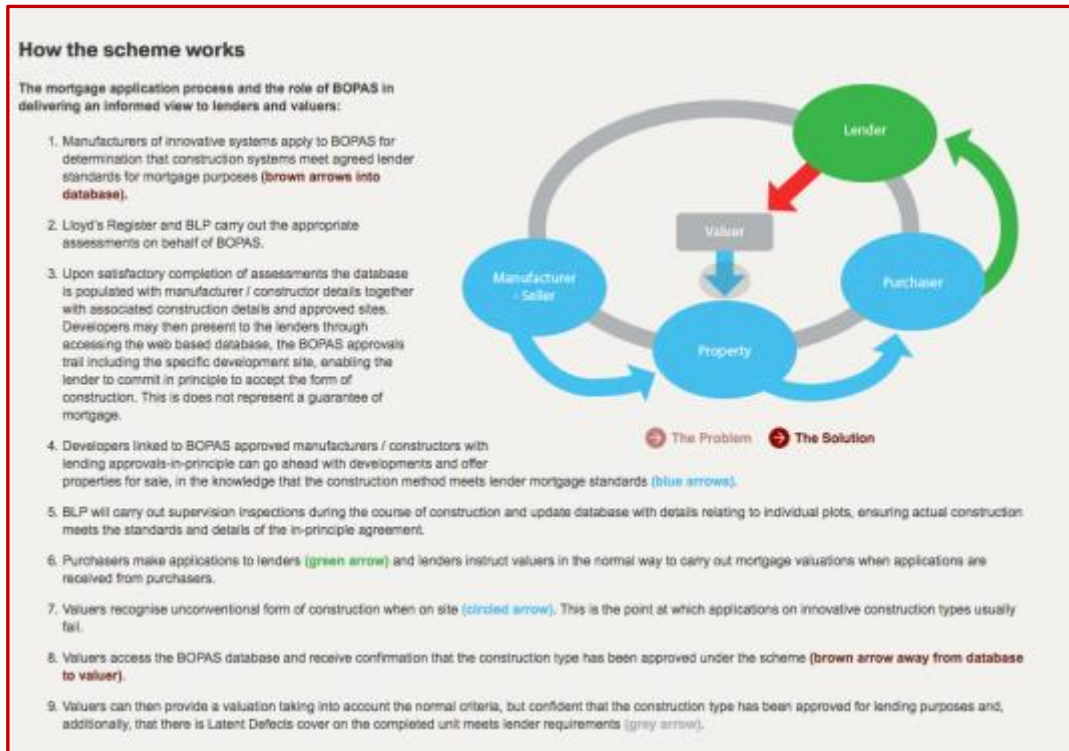 How the scheme works
The mortgage application process and the role of BOPAS in
delivering an informed view to lenders and valuers:
1. Manufacturers of innovative systems apply to BOPAS for
determination that construction systems meet agreed lender
standards for mortgage purposes (brown arrows into
database).
2. Lloyd's Register and BLP carry out the appropriate
assessments on behalf of BOPAS.
3. Upon satisfactory completion of assessments the database
is populated with manufacturer / constructor details together
with associated construction details and approved sites.
Developers may then present to the lenders through
accessing the web based database, the BOPAS approvals
trail including the specific development site, enabling the
lender to commit in principle to accept the form of
construction. This is does not represent a guarantee of
mortgage.
4. Developers linked to BOPAS approved manufacturers / constructors with
lending approvals-in-principle can go ahead with developments and offer
properties for sale, in the knowledge that the construction method meets lender mortgage standards (blue arrows).
5. BLP will carry out supervision inspections during the course of construction and update database with details relating to individual plots, ensuring actual construction
meets the standards and details of the in-principle agreement.
6. Purchasers make applications to lenders (green arrow) and lenders instruct valuers in the normal way to carry out mortgage valuations when applications are
received from purchasers.
7. Valuers recognise unconventional form of construction when on site (circled arrow). This is the point at which applications on innovative construction types usually
fail.
8. Valuers access the BOPAS database and receive confirmation that the construction type has been approved under the scheme (brown arrow away from database
to valuer).
9. Valuers can then provide a valuation taking into account the normal criteria, but confident that the construction type has been approved for lending purposes and,
additionally, that there is Latent Defects cover on the completed unit meets lender requirements (grey arrow).
Lender
Valuer
Manufacturer
- Seller
Purchaser
Property
The Problem
The Solution